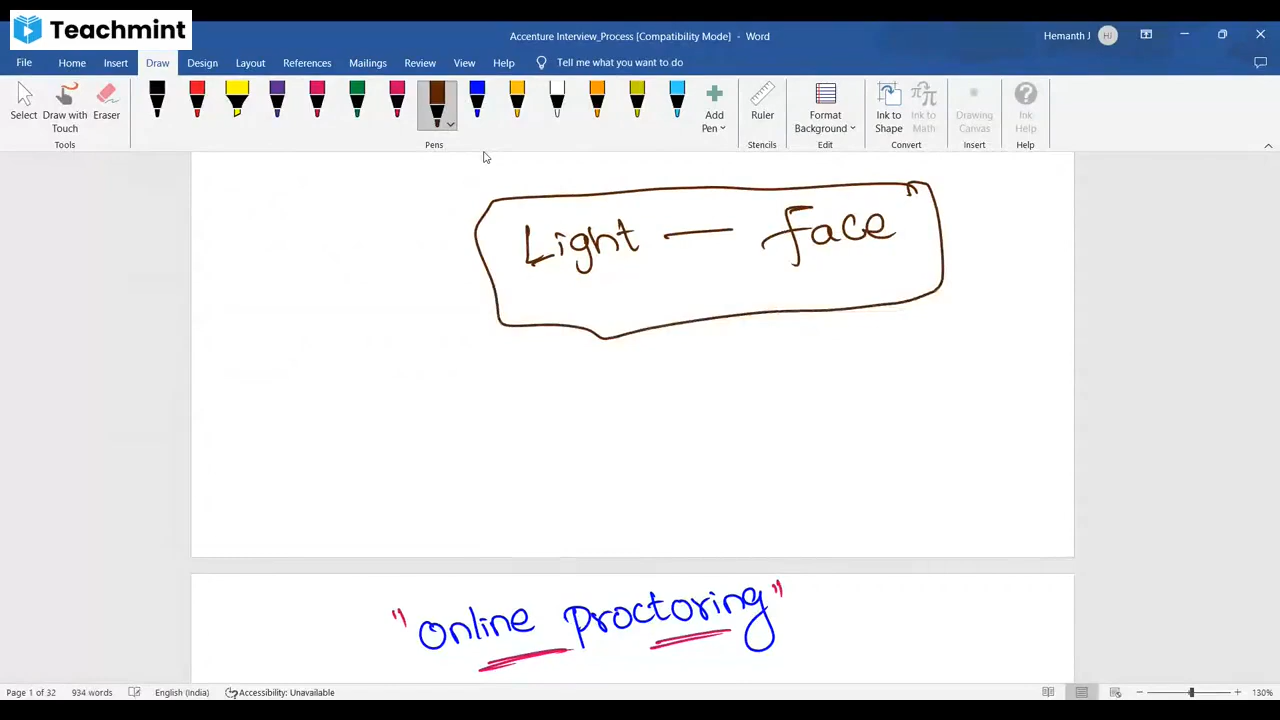 Teachmint
Accenture Interview_Process [Compatibility Mode] - Word
Hemanth J
HJ
File Home Insert Draw Design Layout References Mailings Review View Help Tell me what you want to do
Select
Draw with Touch
Eraser
Add Pen
Ruler
Format Background
Ink to Shape
Ink to Math
Drawing Canvas
Ink Help
Tools Pens Stencils Edit Convert Insert Help
Light — face
"Online proctoring"
Page 1 of 32 934 words English (India) Accessibility: Unavailable 130%